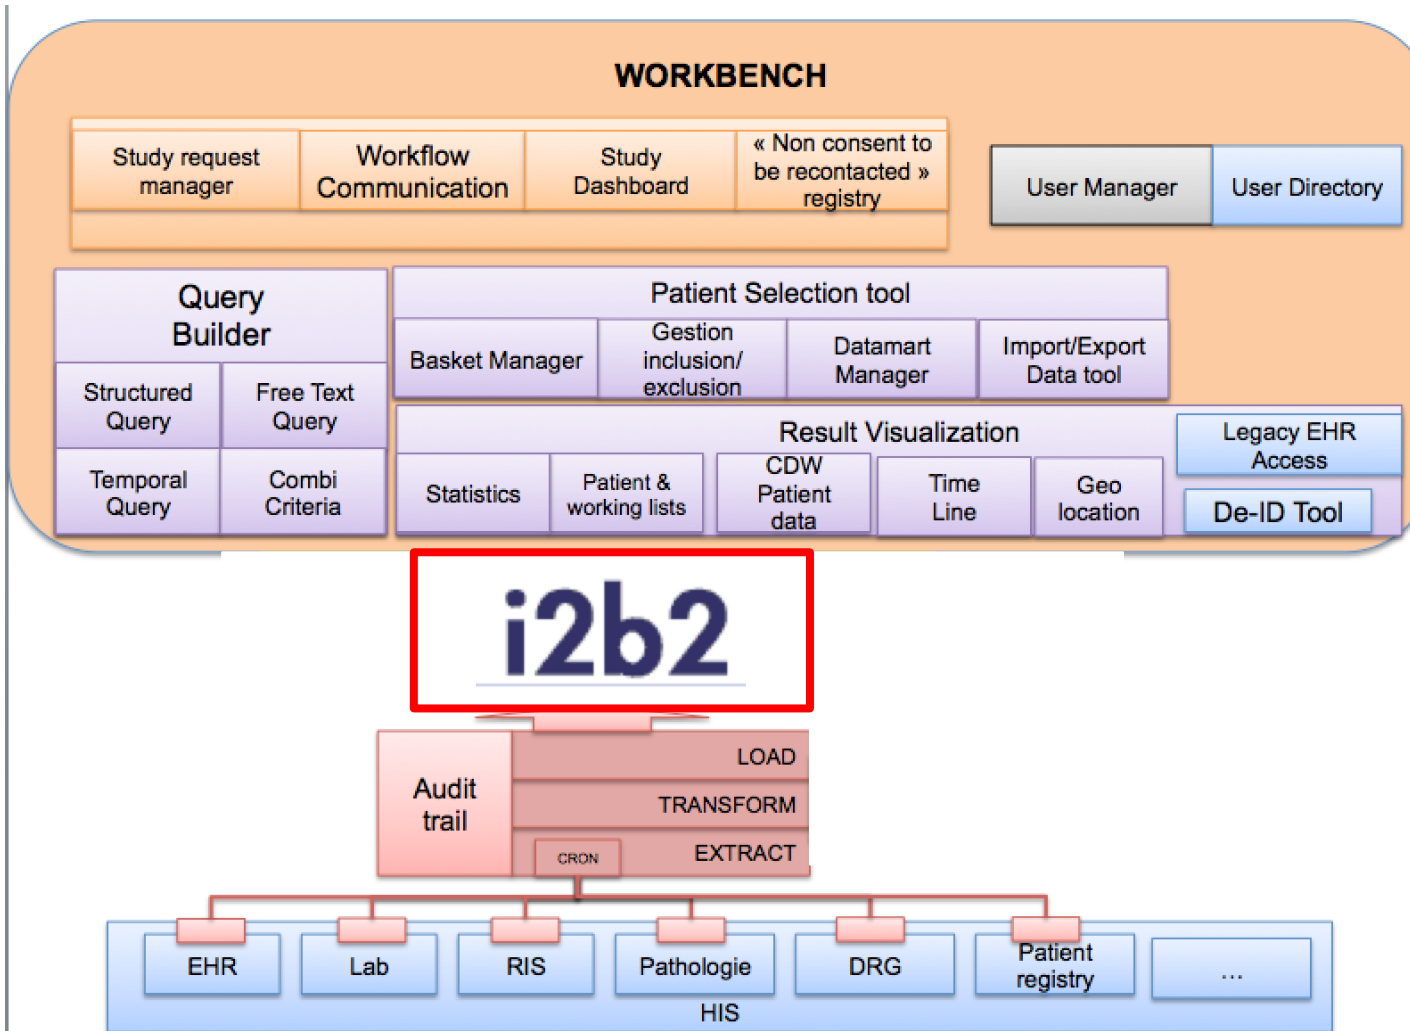 WORKBENCH
Study request
manager
Workflow
Communication
Study
Dashboard
« Non consent to
be recontacted »
registry
User Manager
User Directory
Query
Builder
Structured
Query
Free Text
Query
Temporal
Query
Combi
Criteria
Patient Selection tool
Basket Manager
Gestion
inclusion/
exclusion
Datamart
Manager
Import/Export
Data tool
Result Visualization
Statistics
Patient &
working lists
CDW
Patient
data
Time
Line
Geo
location
Legacy EHR
Access
De-ID Tool
i2b2
Audit
trail
LOAD
TRANSFORM
EXTRACT
CRON
EHR
Lab
RIS
Pathologie
DRG
Patient
registry
...
HIS